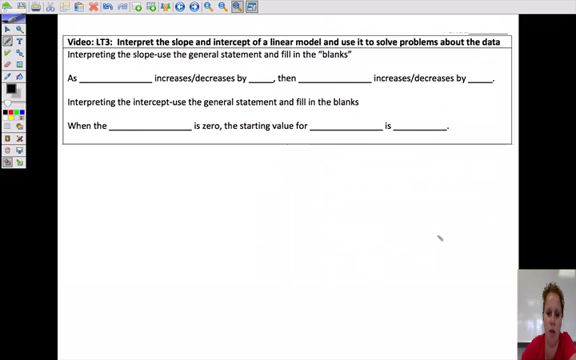 Video: LT3: Interpret the slope and intercept of a linear model and use it to solve problems about the data
Interpreting the slope-use the general statement and fill in the "blanks"
As _______________ increases/decreases by _____, then _______________ increases/decreases by _____.
Interpreting the intercept-use the general statement and fill in the blanks
When the _________________ is zero, the starting value for _______________ is ___________.